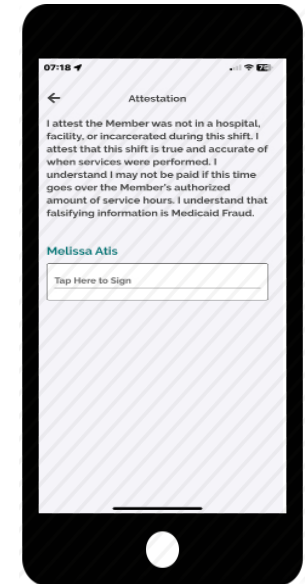 07:18
Attestation
I attest the Member was not in a hospital,
facility, or incarcerated during this shift. I
attest that this shift is true and accurate of
when services were performed. I
understand I may not be paid if this time
goes over the Member's authorized
amount of service hours. I understand that
falsifying information is Medicaid Fraud.
Melissa Atis
Tap Here to Sign